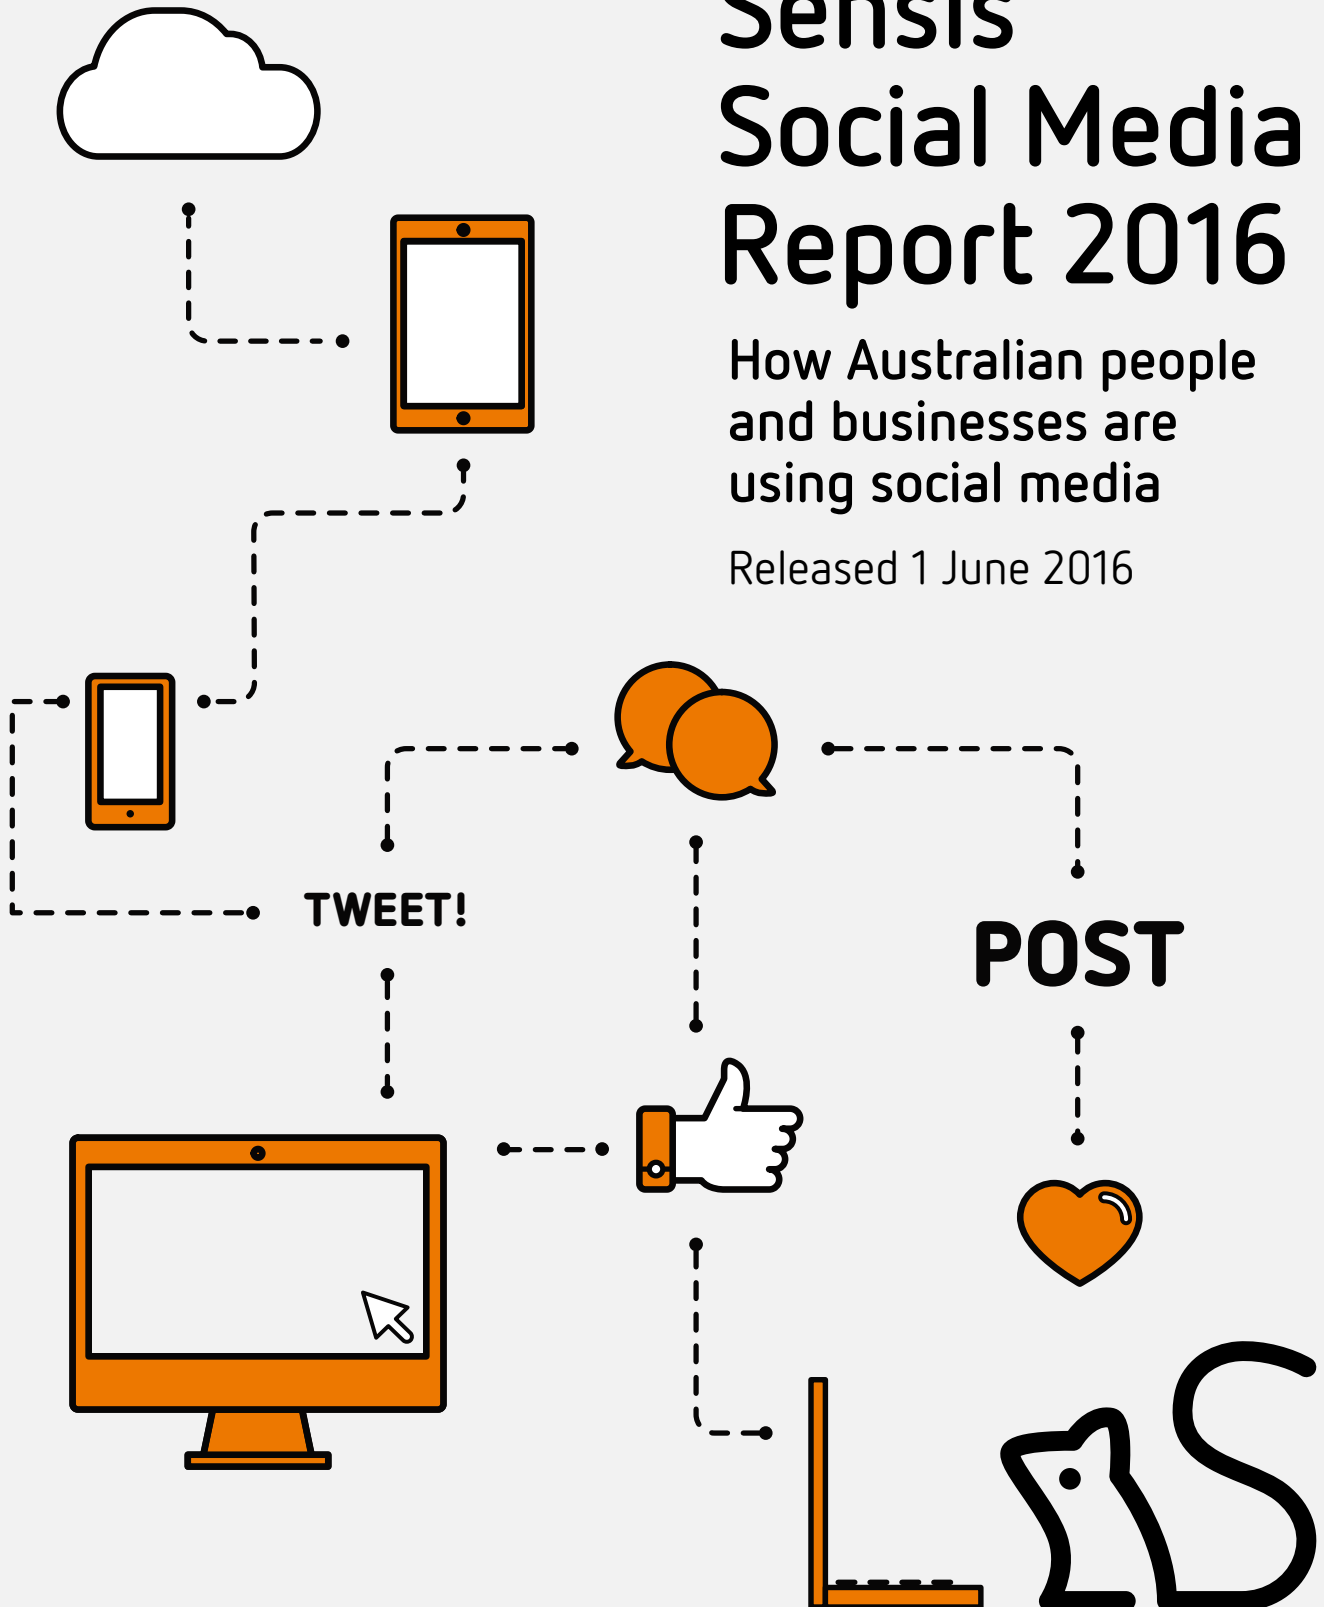 Sensis
Social Media
Report 2016
How Australian people
and businesses are
using social media
Released 1 June 2016
TWEET!
POST